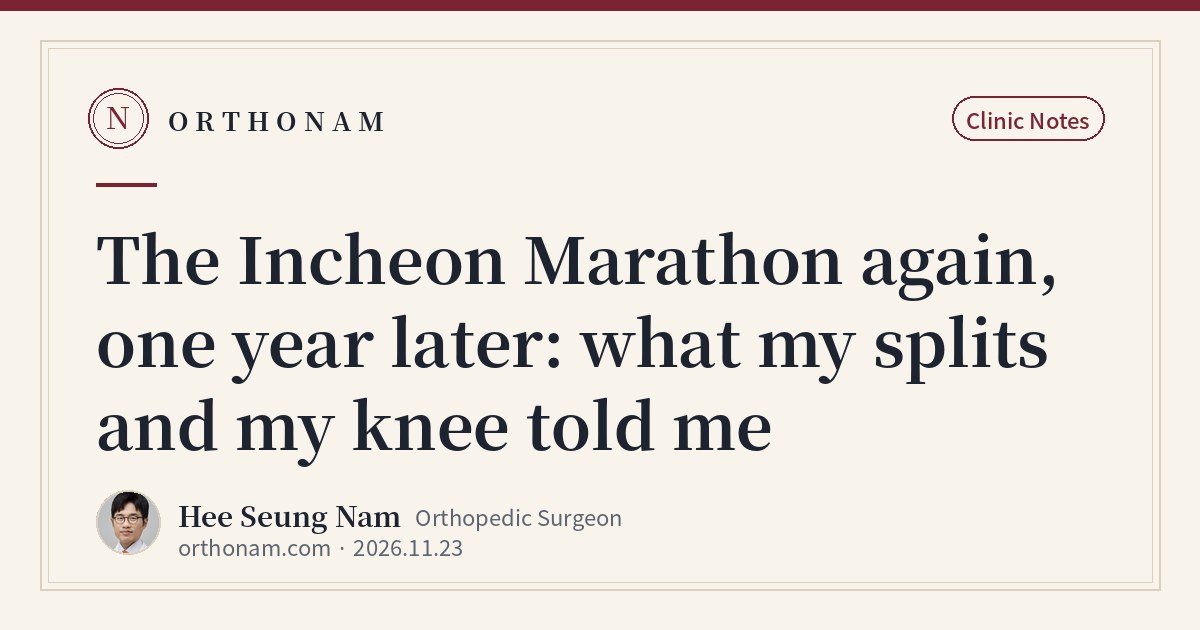 N
ORTHONAM
Clinic Notes
The Incheon Marathon again,
one year later: what my splits
and my knee told me
Hee Seung Nam Orthopedic Surgeon
orthonam.com · 2026.11.23